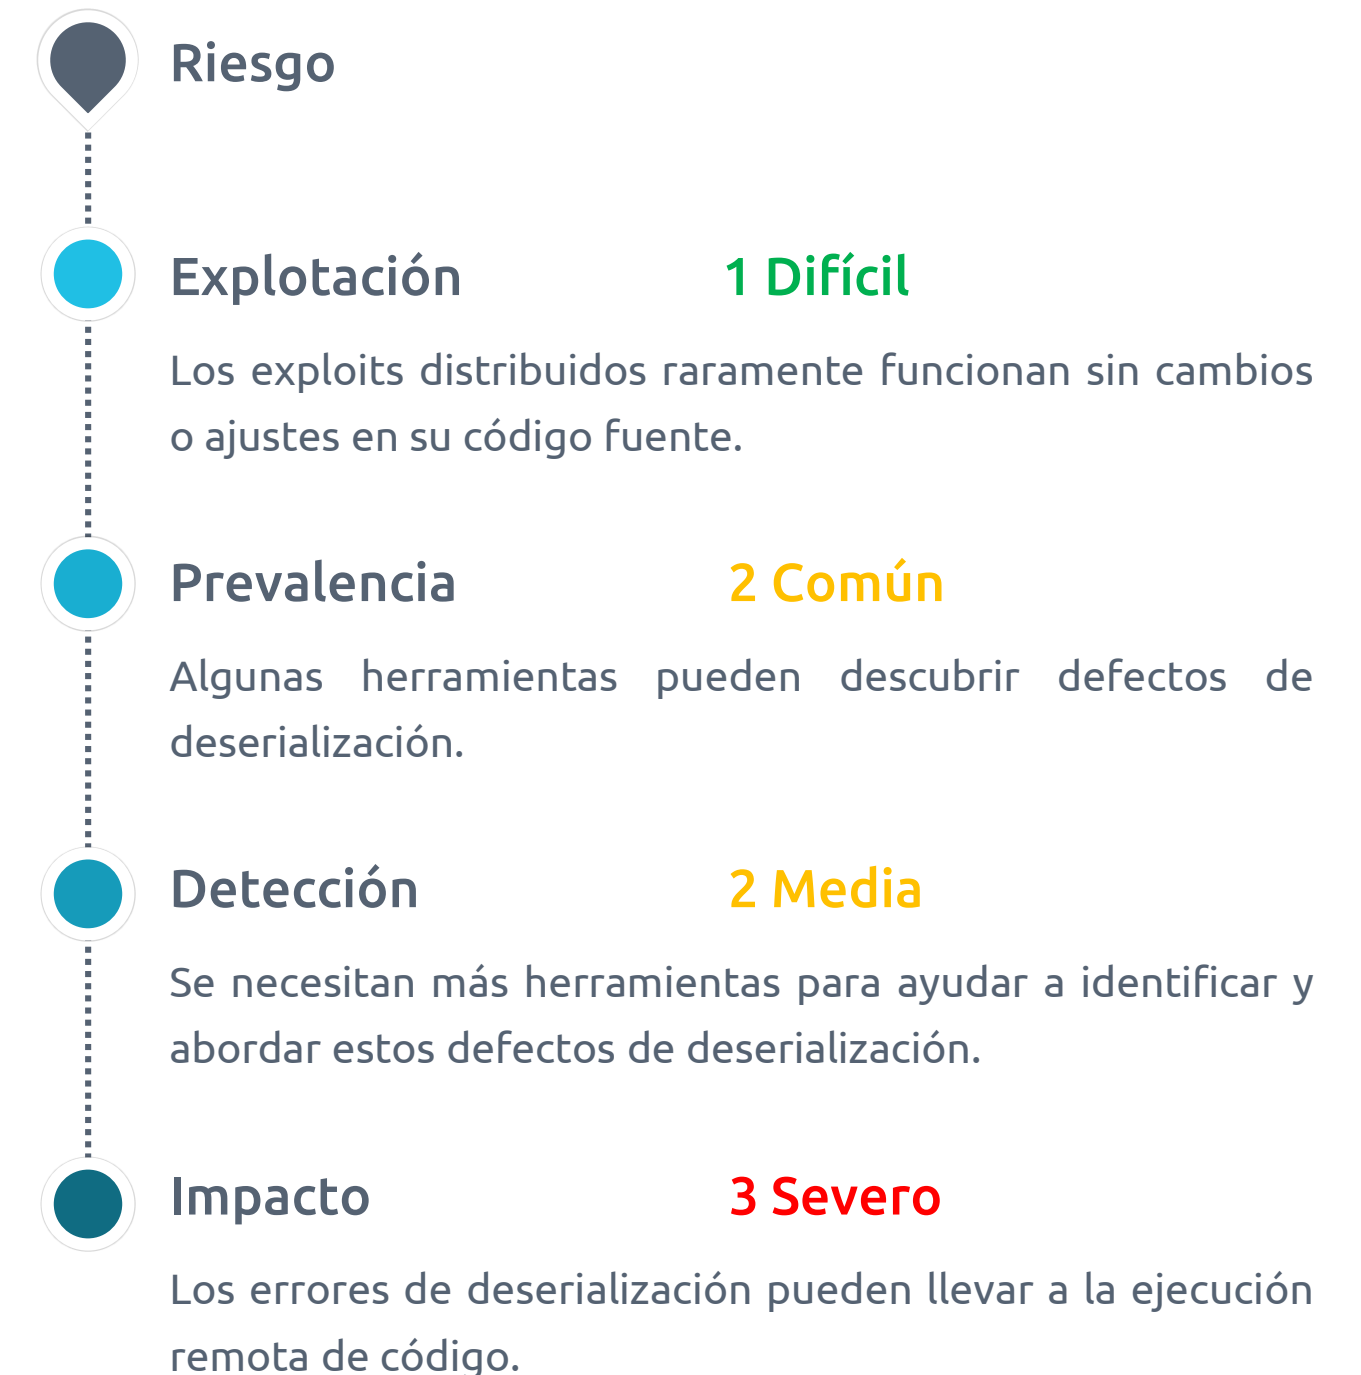 Riesgo
Explotación 1 Difícil
Los exploits distribuidos raramente funcionan sin cambios
o ajustes en su código fuente.
Prevalencia 2 Común
Algunas herramientas pueden descubrir defectos de
deserialización.
Detección 2 Media
Se necesitan más herramientas para ayudar a identificar y
abordar estos defectos de deserialización.
Impacto 3 Severo
Los errores de deserialización pueden llevar a la ejecución
remota de código.